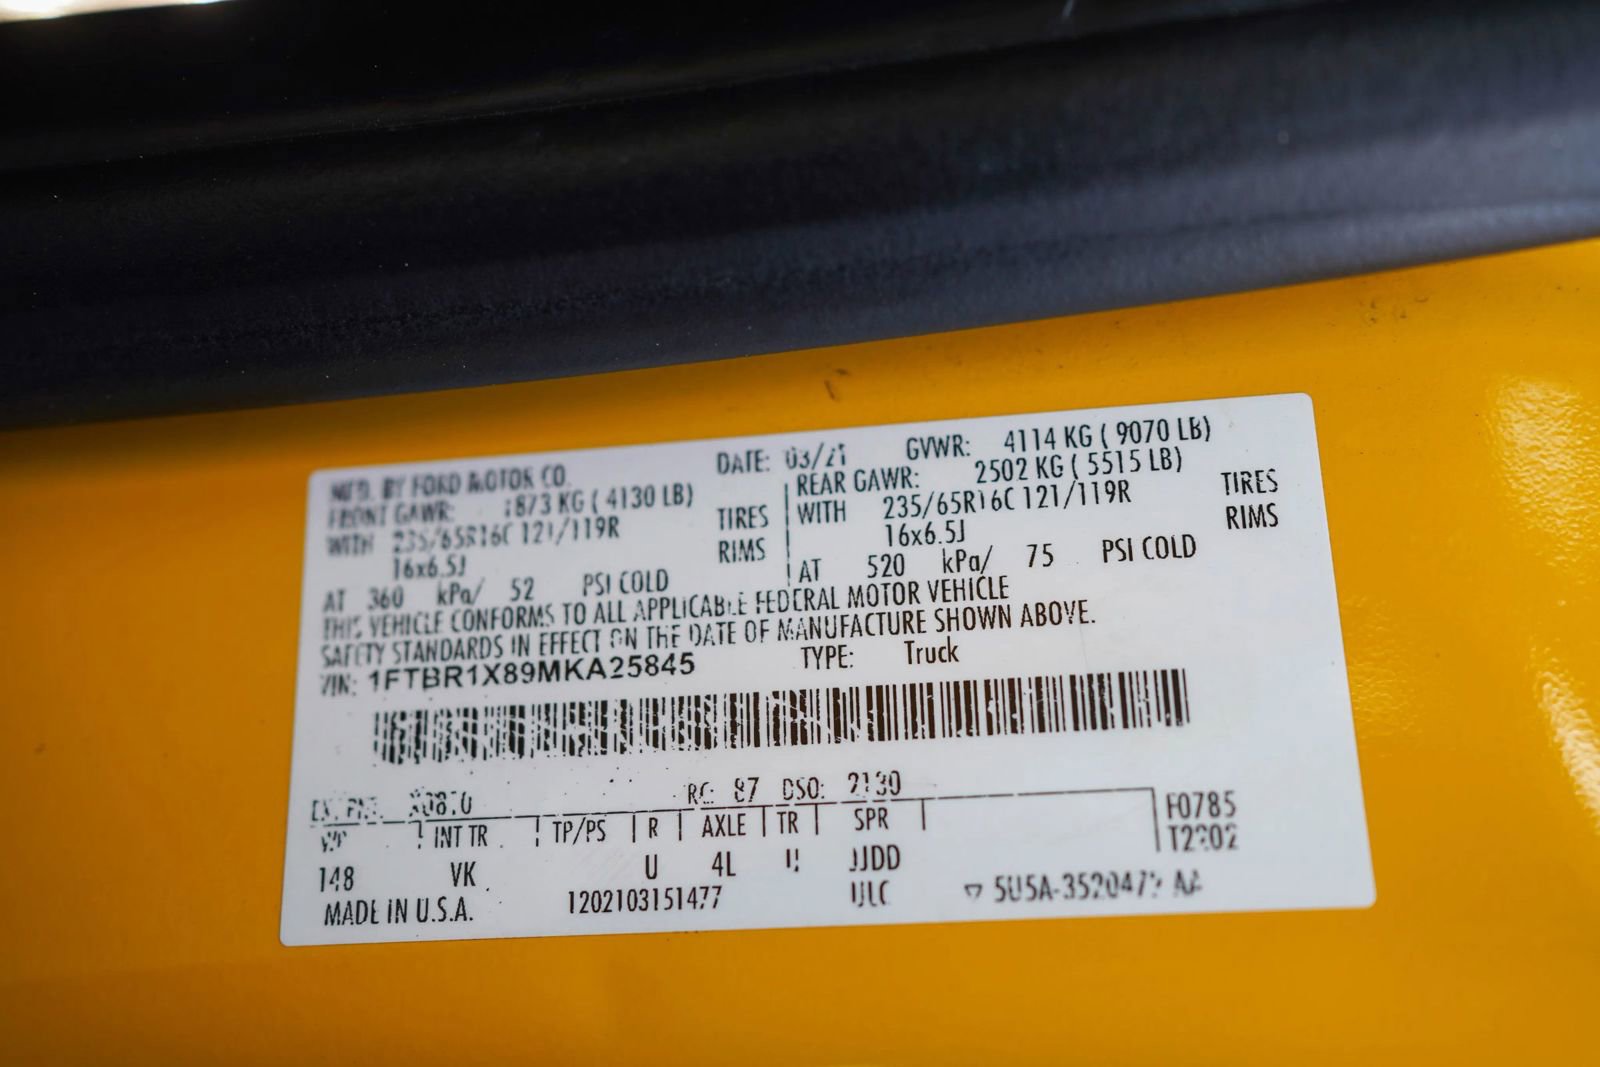 MFD. BY FORD MOTOR CO. DATE: 03/21 GVWR: 4114 KG ( 9070 LB)
FRONT GAWR: 1873 KG ( 4130 LB) REAR GAWR: 2502 KG ( 5515 LB)
WITH 235/65R16C 121/119R TIRES WITH 235/65R16C 121/119R TIRES
16x6.5J RIMS 16x6.5J RIMS
AT 360 kPa/ 52 PSI COLD AT 520 kPa/ 75 PSI COLD
THIS VEHICLE CONFORMS TO ALL APPLICABLE FEDERAL MOTOR VEHICLE
SAFETY STANDARDS IN EFFECT ON THE DATE OF MANUFACTURE SHOWN ABOVE.
VIN: 1FTBR1X89MKA25845 TYPE: Truck
EXT PNT: RC: 87 DSO:
WB INT TR TP/PS R AXLE TR SPR F0785
148 VK U 4L JJDD
MADE IN U.S.A. 1202103151477 ULC